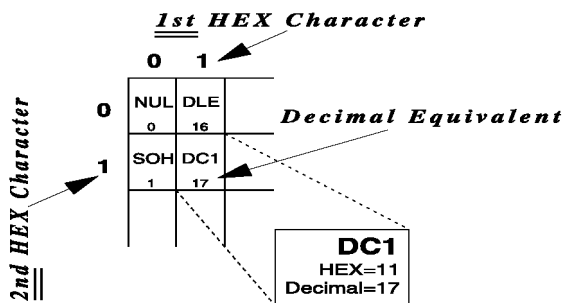 1st HEX Character
0 1
0 NUL DLE
0 16
Decimal Equivalent
1 SOH DC1
1 17
2nd HEX Character
DC1
HEX=11
Decimal=17